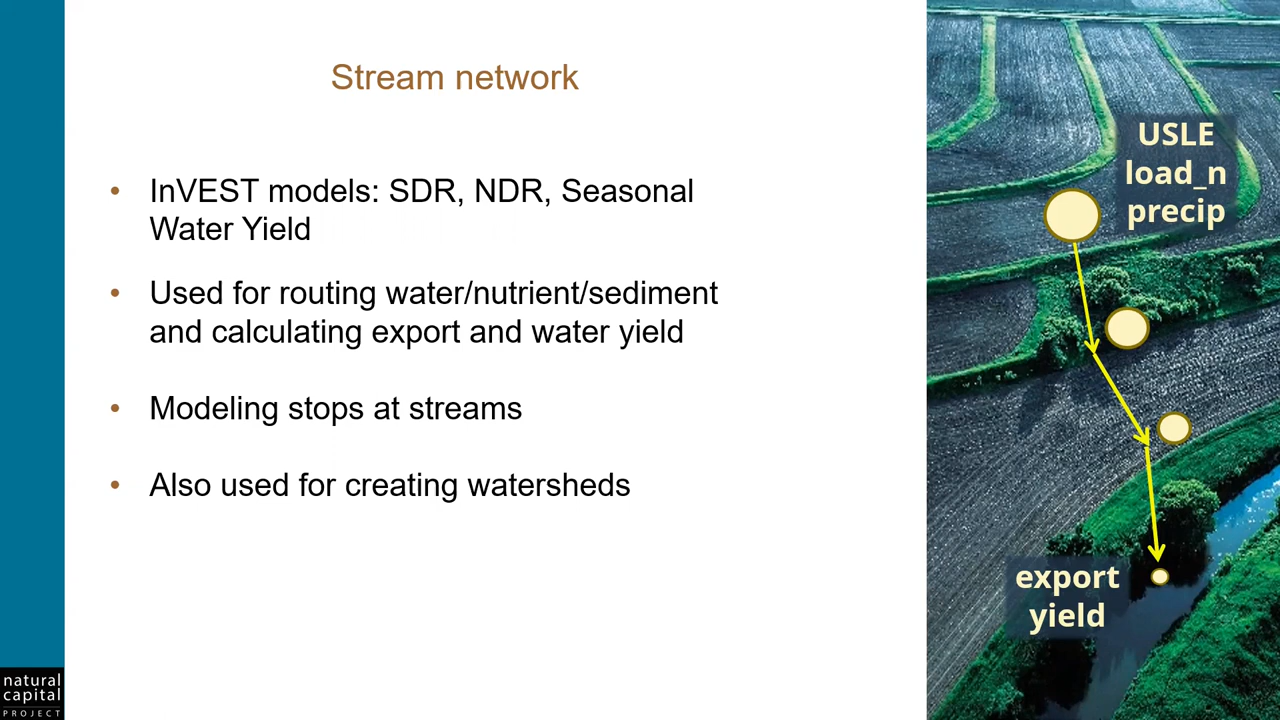 Stream network
• InVEST models: SDR, NDR, Seasonal
Water Yield
• Used for routing water/nutrient/sediment
and calculating export and water yield
• Modeling stops at streams
• Also used for creating watersheds
USLE
load_n
precip
export
yield
natural
capital
PROJECT